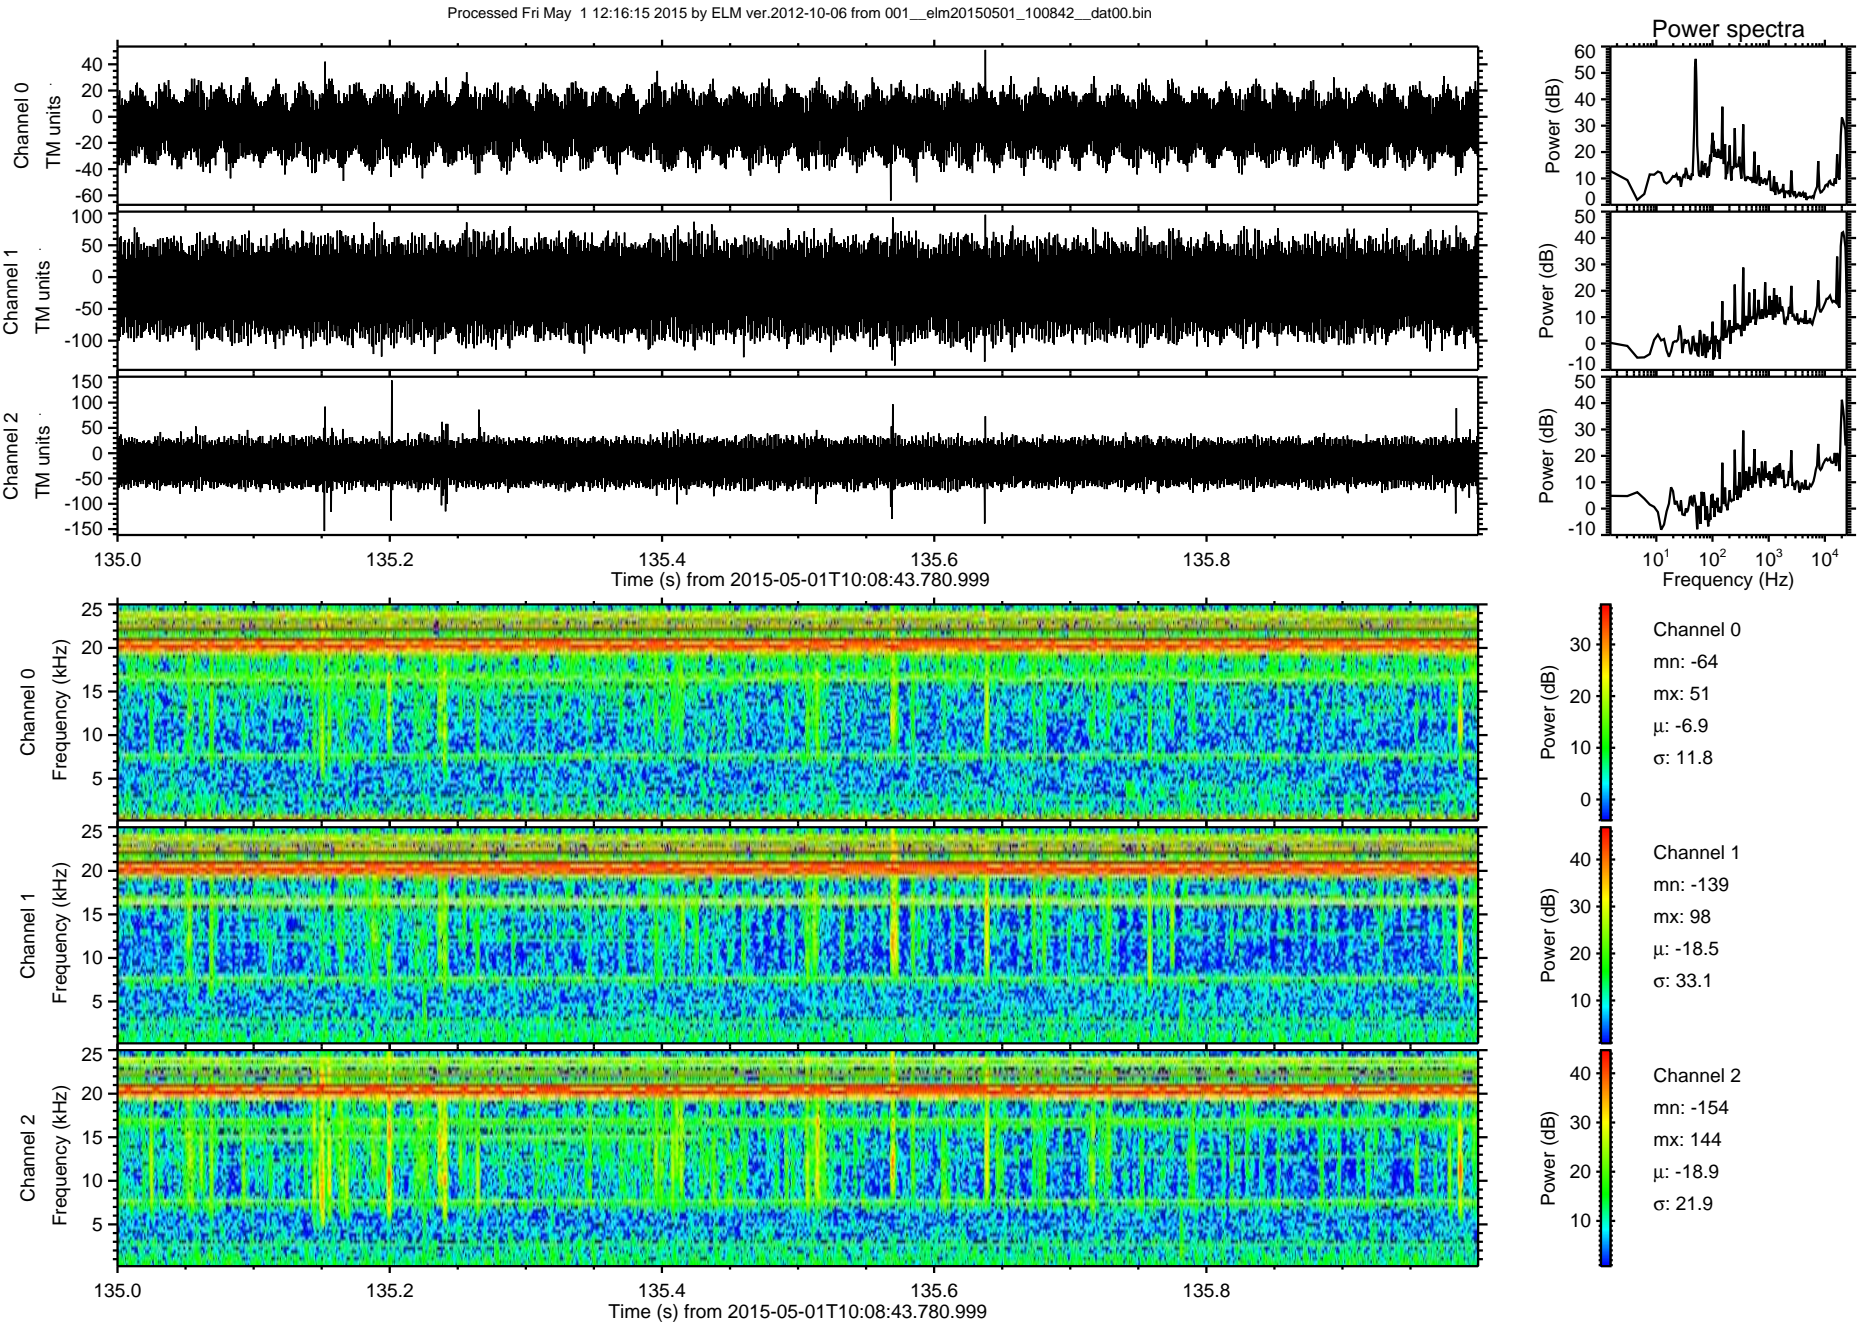 Processed Fri May  1 12:16:15 2015 by ELM ver.2012-10-06 from 001__elm20150501_100842__dat00.bin
Power spectra
Channel 0
TM units
40
20
0
-20
-40
-60
Power (dB)
60
50
40
30
20
10
0
Channel 1
TM units
100
50
0
-50
-100
Power (dB)
50
40
30
20
10
0
-10
Channel 2
TM units
150
100
50
0
-50
-100
-150
Power (dB)
50
40
30
20
10
0
-10
135.0 135.2 135.4 135.6 135.8
Time (s) from 2015-05-01T10:08:43.780.999
10¹ 10² 10³ 10⁴
Frequency (Hz)
Channel 0
Frequency (kHz)
25
20
15
10
5
Power (dB)
30
20
10
0
Channel 0
mn: -64
mx: 51
μ: -6.9
σ: 11.8
Channel 1
Frequency (kHz)
25
20
15
10
5
Power (dB)
40
30
20
10
Channel 1
mn: -139
mx: 98
μ: -18.5
σ: 33.1
Channel 2
Frequency (kHz)
25
20
15
10
5
Power (dB)
40
30
20
10
Channel 2
mn: -154
mx: 144
μ: -18.9
σ: 21.9
135.0 135.2 135.4 135.6 135.8
Time (s) from 2015-05-01T10:08:43.780.999